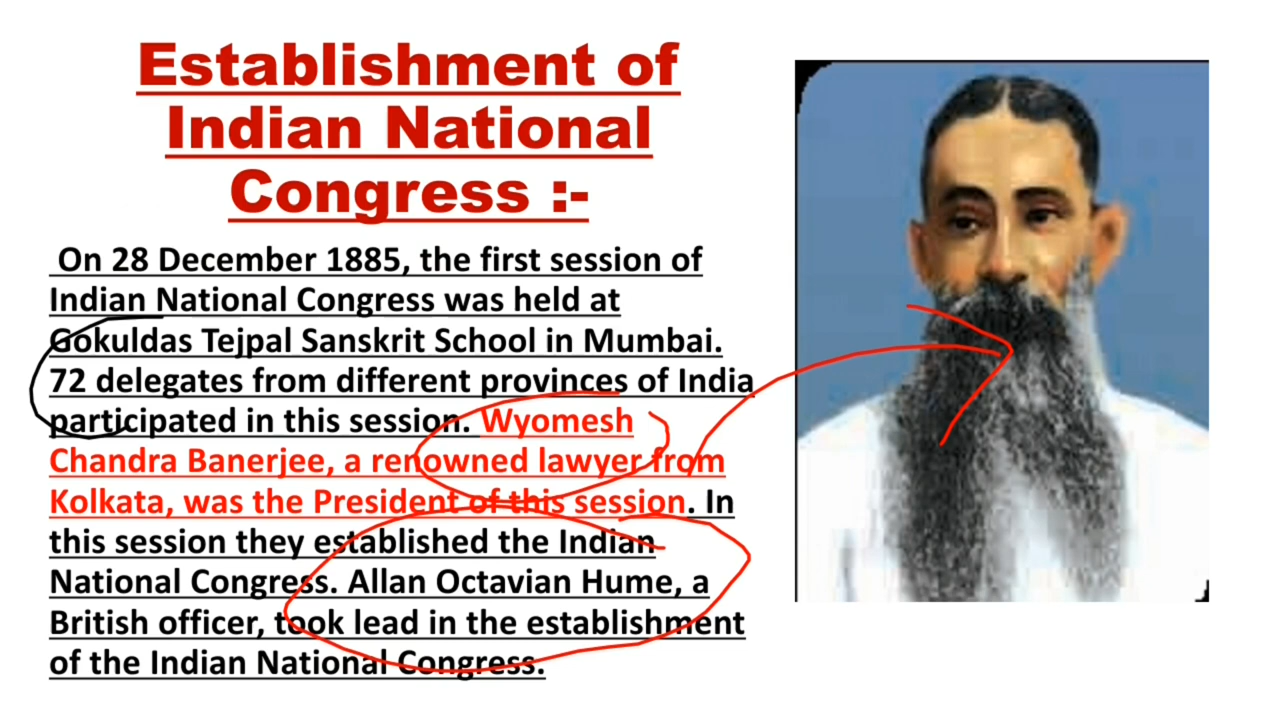 Establishment of
Indian National
Congress :-
On 28 December 1885, the first session of
Indian National Congress was held at
Gokuldas Tejpal Sanskrit School in Mumbai.
72 delegates from different provinces of India
participated in this session. Wyomesh
Chandra Banerjee, a renowned lawyer from
Kolkata, was the President of this session. In
this session they established the Indian
National Congress. Allan Octavian Hume, a
British officer, took lead in the establishment
of the Indian National Congress.